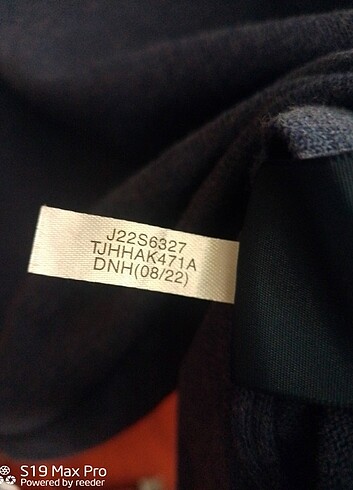 J22S6327
TJHHAK471A
DNH(08/22)
S19 Max Pro
Powered by reeder